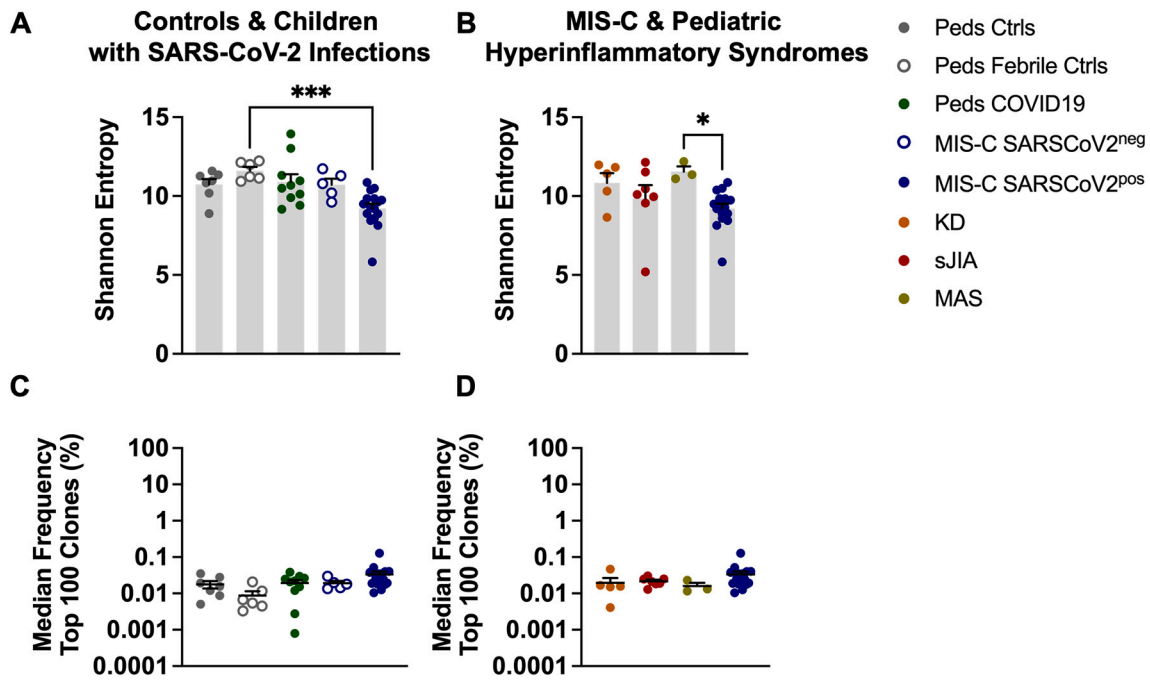 A
Controls & Children
with SARS-CoV-2 Infections
***
Shannon Entropy
15
10
5
0
B
MIS-C & Pediatric
Hyperinflammatory Syndromes
*
Shannon Entropy
15
10
5
0
Peds Ctrls
Peds Febrile Ctrls
Peds COVID19
MIS-C SARSCoV2neg
MIS-C SARSCoV2pos
KD
sJIA
MAS
C
Median Frequency
Top 100 Clones (%)
100
10
1
0.1
0.01
0.001
0.0001
D
Median Frequency
Top 100 Clones (%)
100
10
1
0.1
0.01
0.001
0.0001